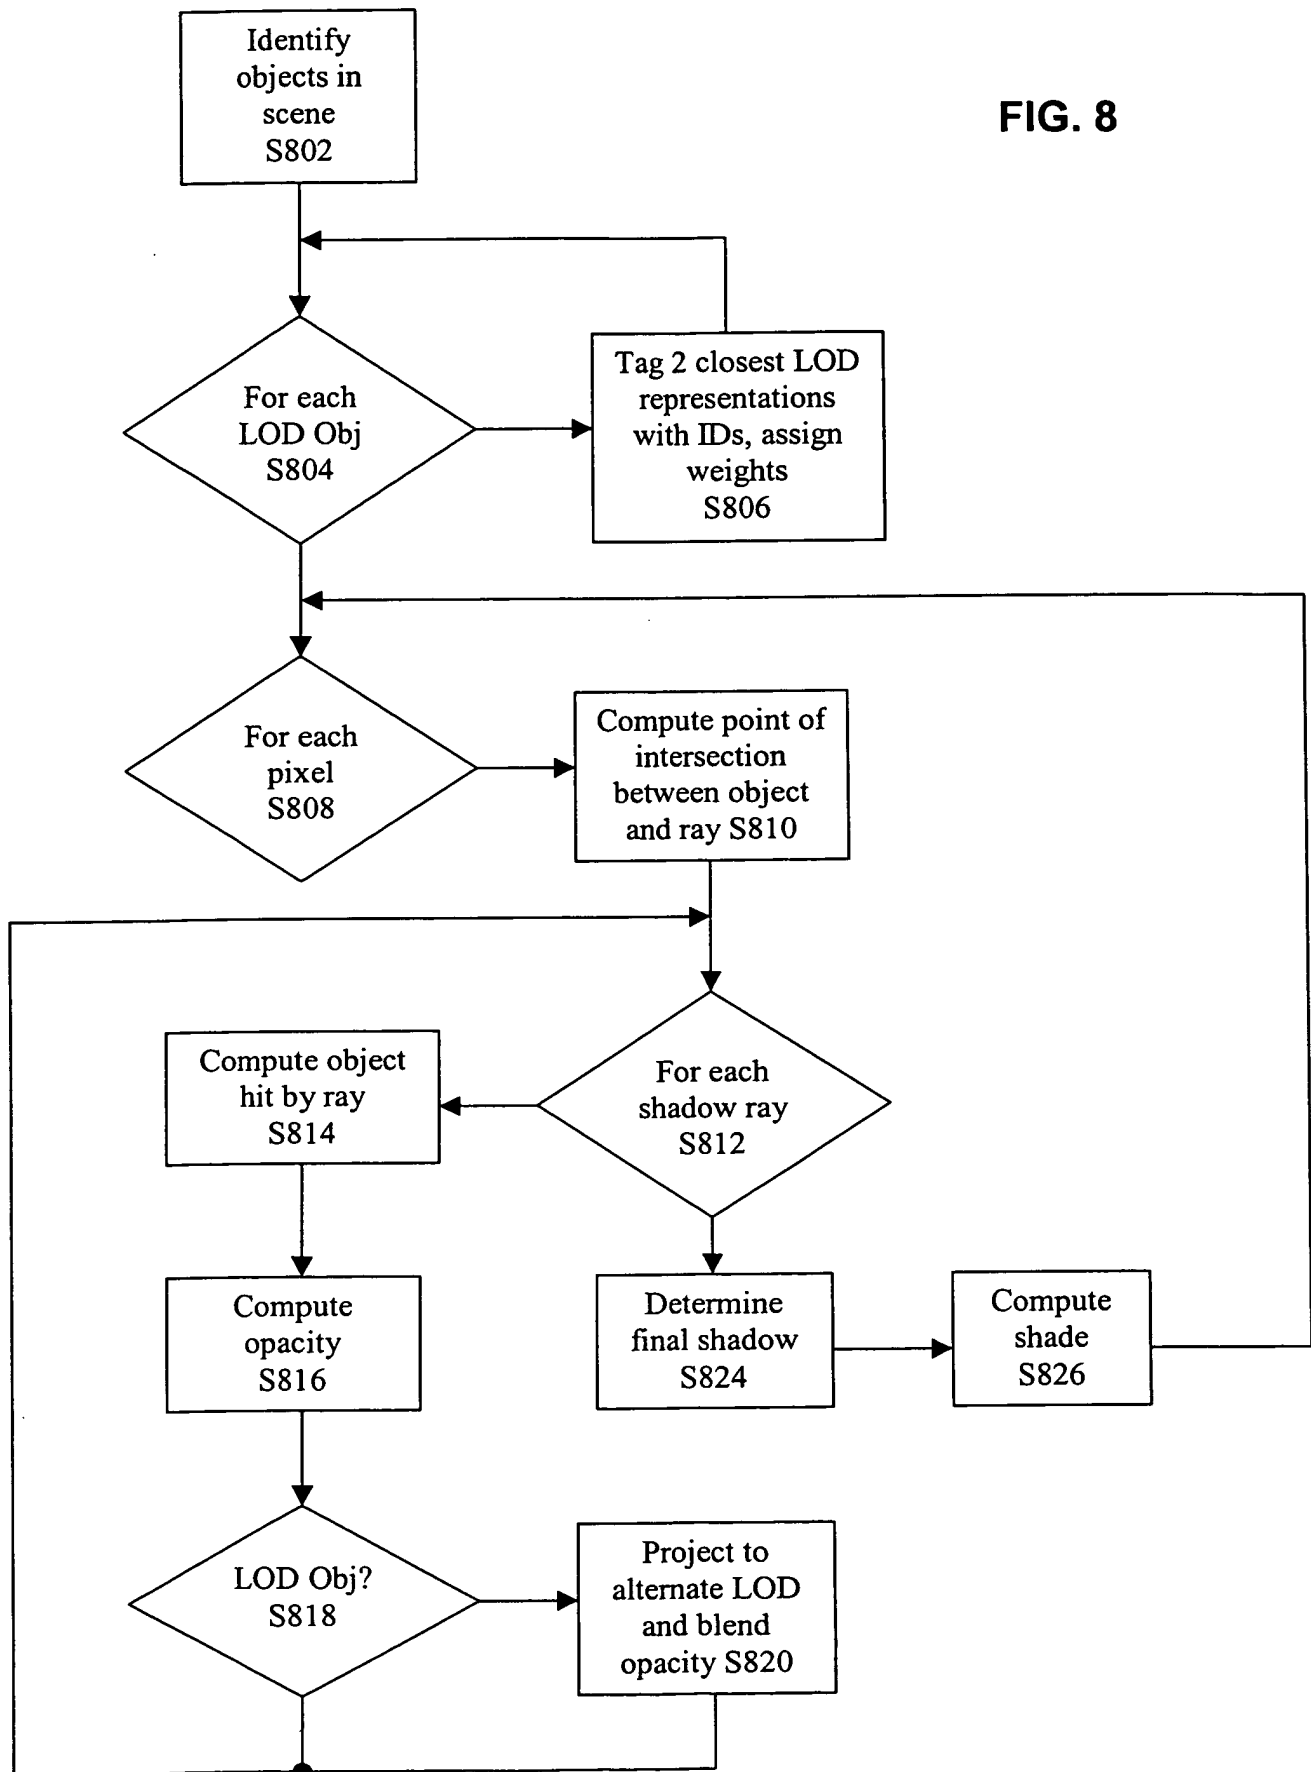 Identify
objects in
scene
S802
FIG. 8
For each
LOD Obj
S804
Tag 2 closest LOD
representations
with IDs, assign
weights
S806
For each
pixel
S808
Compute point of
intersection
between object
and ray S810
Compute object
hit by ray
S814
For each
shadow ray
S812
Compute
opacity
S816
Determine
final shadow
S824
Compute
shade
S826
LOD Obj?
S818
Project to
alternate LOD
and blend
opacity S820